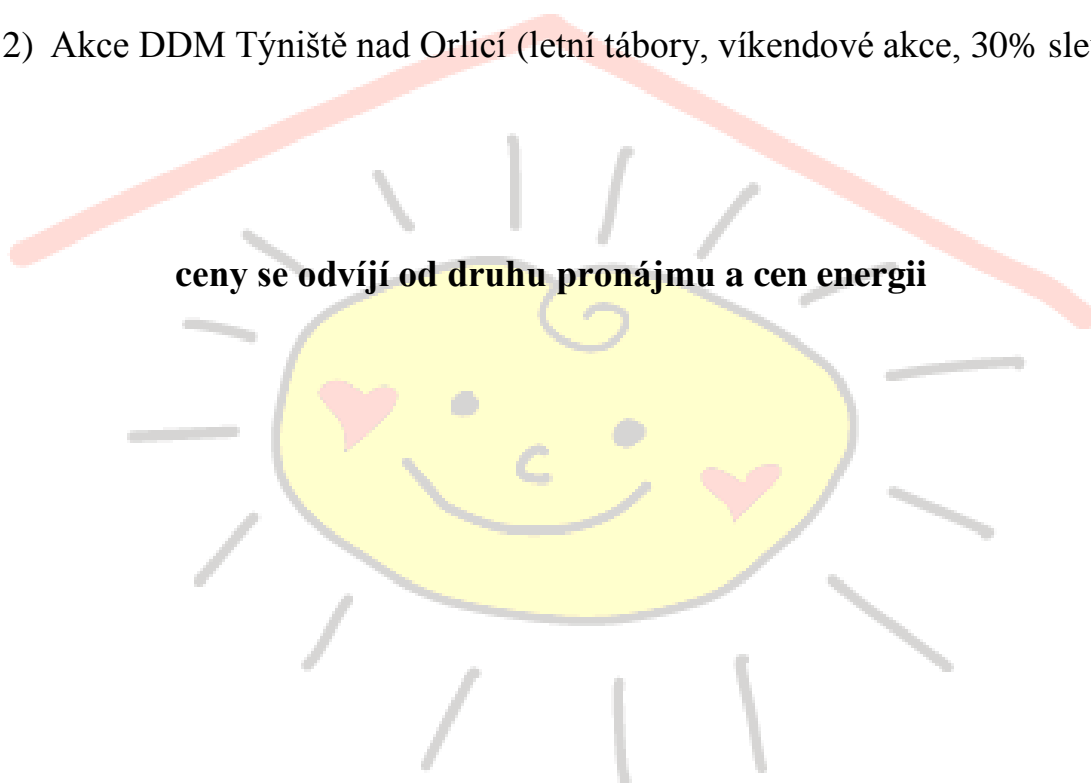 2) Akce DDM Týniště nad Orlicí (letní tábory, víkendové akce, 30% sle
ceny se odvíjí od druhu pronájmu a cen energii